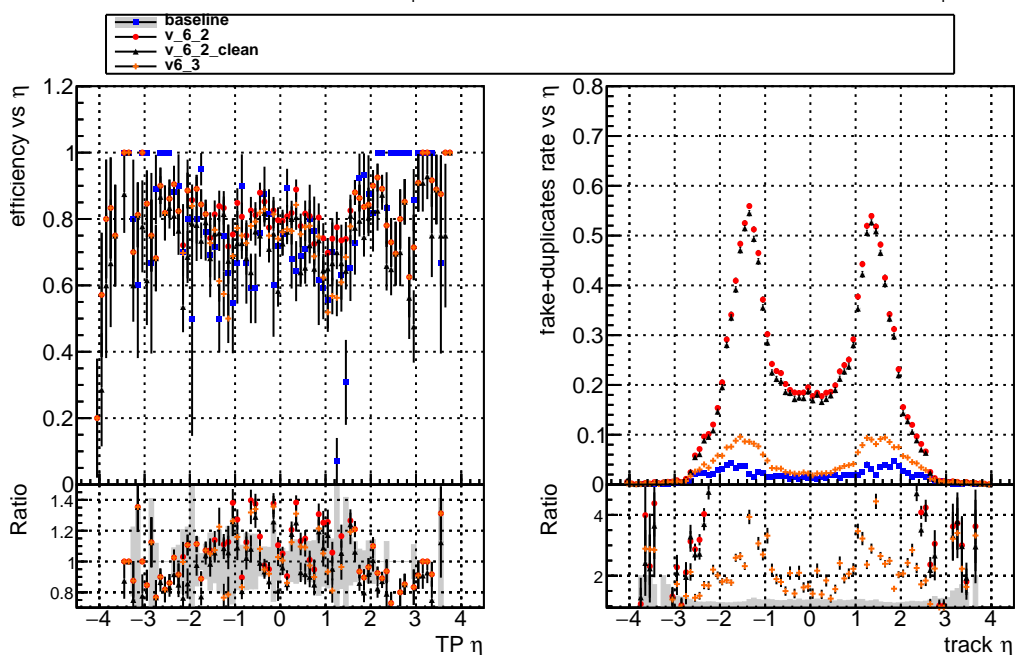 baseline
v_6_2
v_6_2_clean
v6_3
efficiency vs η
1.2
1
0.8
0.6
0.4
0.2
0
Ratio
1.4
1.2
1
0.8
−4 −3 −2 −1 0 1 2 3 4
TP η
fake+duplicates rate vs η
0.8
0.7
0.6
0.5
0.4
0.3
0.2
0.1
0
Ratio
4
2
−4 −3 −2 −1 0 1 2 3 4
track η